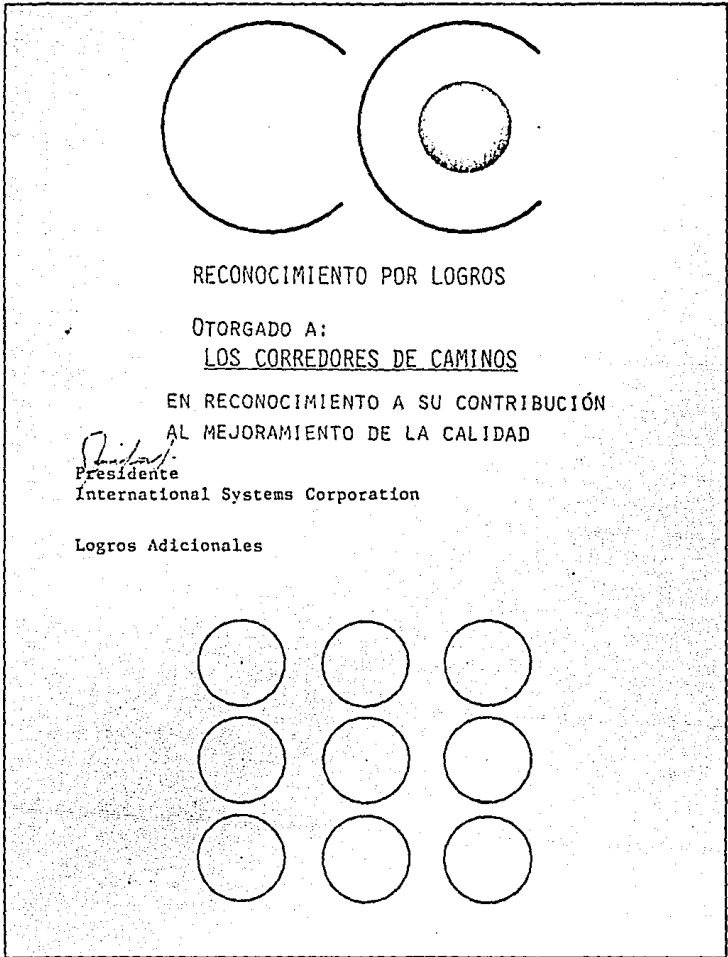 RECONOCIMIENTO POR LOGROS
OTORGADO A:
LOS CORREDORES DE CAMINOS
EN RECONOCIMIENTO A SU CONTRIBUCIÓN
AL MEJORAMIENTO DE LA CALIDAD
Presidente
International Systems Corporation
Logros Adicionales